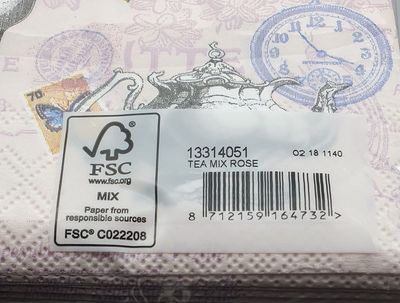 70
FSC
www.fsc.org
MIX
Paper from
responsible sources
FSC® C022208
13314051
02 18 1140
TEA MIX ROSE
8 712159 164732 >